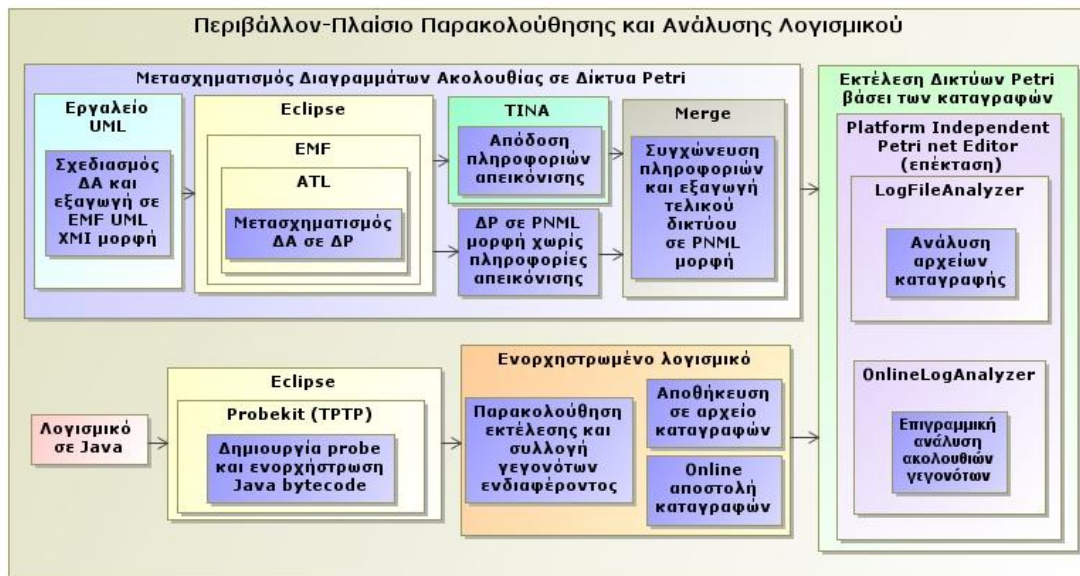 Περιβάλλον-Πλαίσιο Παρακολούθησης και Ανάλυσης Λογισμικού
Μετασχηματισμός Διαγραμμάτων Ακολουθίας σε Δίκτυα Petri
Εργαλείο
UML
Σχεδιασμός
ΔΑ και
εξαγωγή σε
EMF UML
XMI μορφή
Eclipse
EMF
ATL
Μετασχηματισμός
ΔΑ σε ΔΡ
TINA
Απόδοση
πληροφοριών
απεικόνισης
ΔΡ σε PNML
μορφή χωρίς
πληροφορίες
απεικόνισης
Merge
Συγχώνευση
πληροφοριών
και εξαγωγή
τελικού
δικτύου
σε PNML
μορφή
Εκτέλεση Δικτύων Petri
βάσει των καταγραφών
Platform Independent
Petri net Editor
(επέκταση)
LogFileAnalyzer
Ανάλυση
αρχείων
καταγραφής
OnlineLogAnalyzer
Επιγραμμική
ανάλυση
ακολουθιών
γεγονότων
Λογισμικό
σε Java
Eclipse
Probekit (TPTP)
Δημιουργία probe
και ενορχήστρωση
Java bytecode
Ενορχηστρωμένο λογισμικό
Παρακολούθηση
εκτέλεσης και
συλλογή
γεγονότων
ενδιαφέροντος
Αποθήκευση
σε αρχείο
καταγραφών
Online
αποστολή
καταγραφών